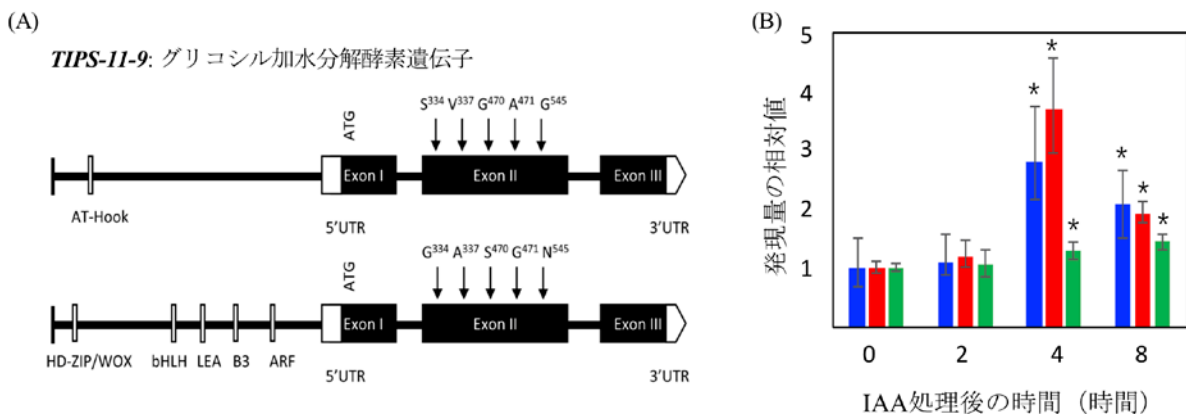 (A)
TIPS-11-9: グリコシル加水分解酵素遺伝子
S334 V337 G470 A471 G545
ATG
Exon I
Exon II
Exon III
AT-Hook
5'UTR
3'UTR
G334 A337 S470 G471 N545
ATG
Exon I
Exon II
Exon III
HD-ZIP/WOX
bHLH
LEA
B3
ARF
5'UTR
3'UTR
(B)
発現量の相対値
5
4
3
2
1
* * *
* * *
0 2 4 8
IAA処理後の時間（時間）